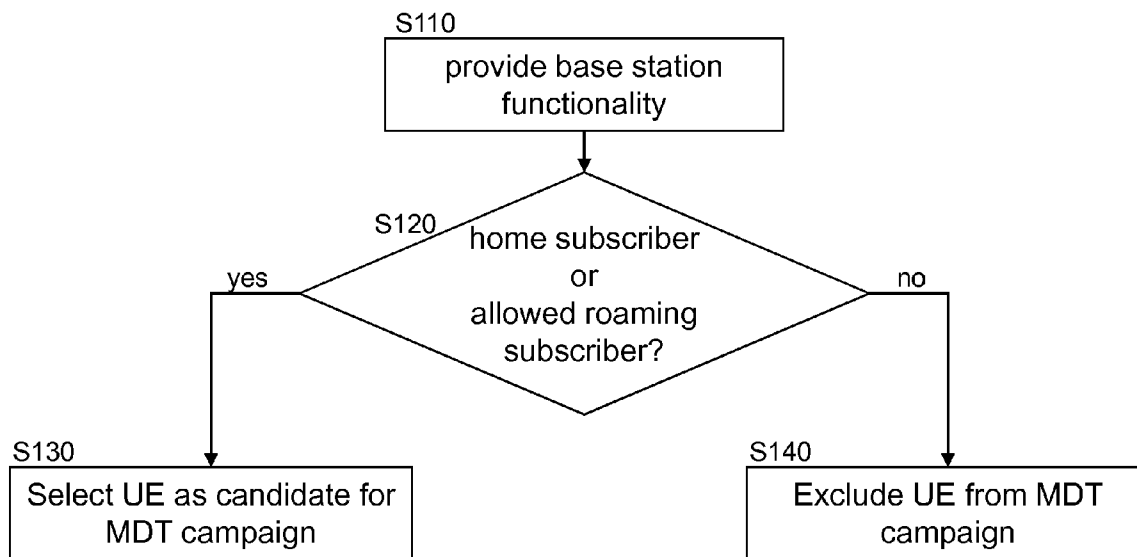 S110
provide base station
functionality
S120
home subscriber
or
allowed roaming
subscriber?
yes
no
S130
Select UE as candidate for
MDT campaign
S140
Exclude UE from MDT
campaign